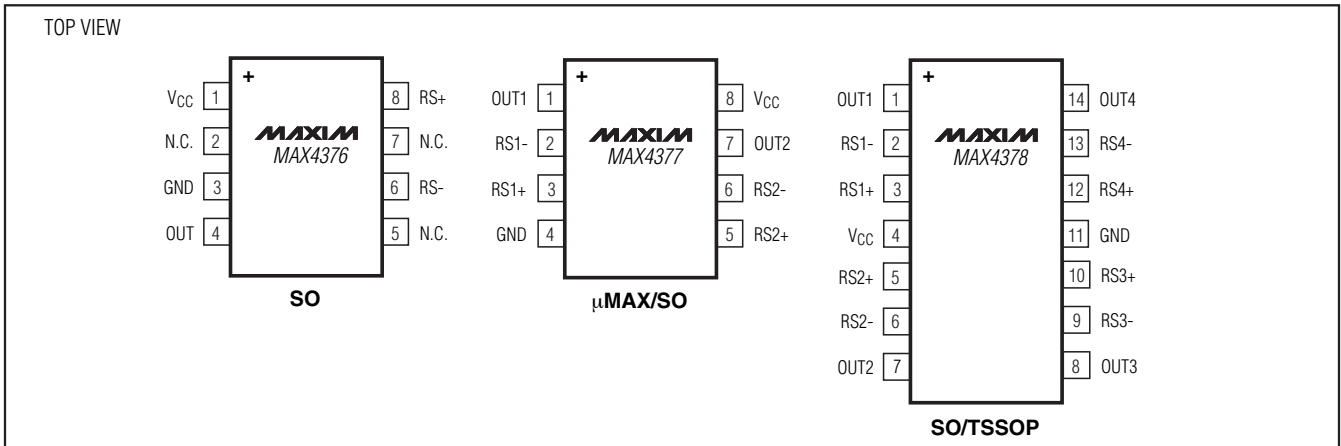 TOP VIEW
+
MAXIM
MAX4376
VCC 1
N.C. 2
GND 3
OUT 4
8 RS+
7 N.C.
6 RS-
5 N.C.
SO
+
MAXIM
MAX4377
OUT1 1
RS1- 2
RS1+ 3
GND 4
8 VCC
7 OUT2
6 RS2-
5 RS2+
μMAX/SO
+
MAXIM
MAX4378
OUT1 1
RS1- 2
RS1+ 3
VCC 4
RS2+ 5
RS2- 6
OUT2 7
14 OUT4
13 RS4-
12 RS4+
11 GND
10 RS3+
9 RS3-
8 OUT3
SO/TSSOP